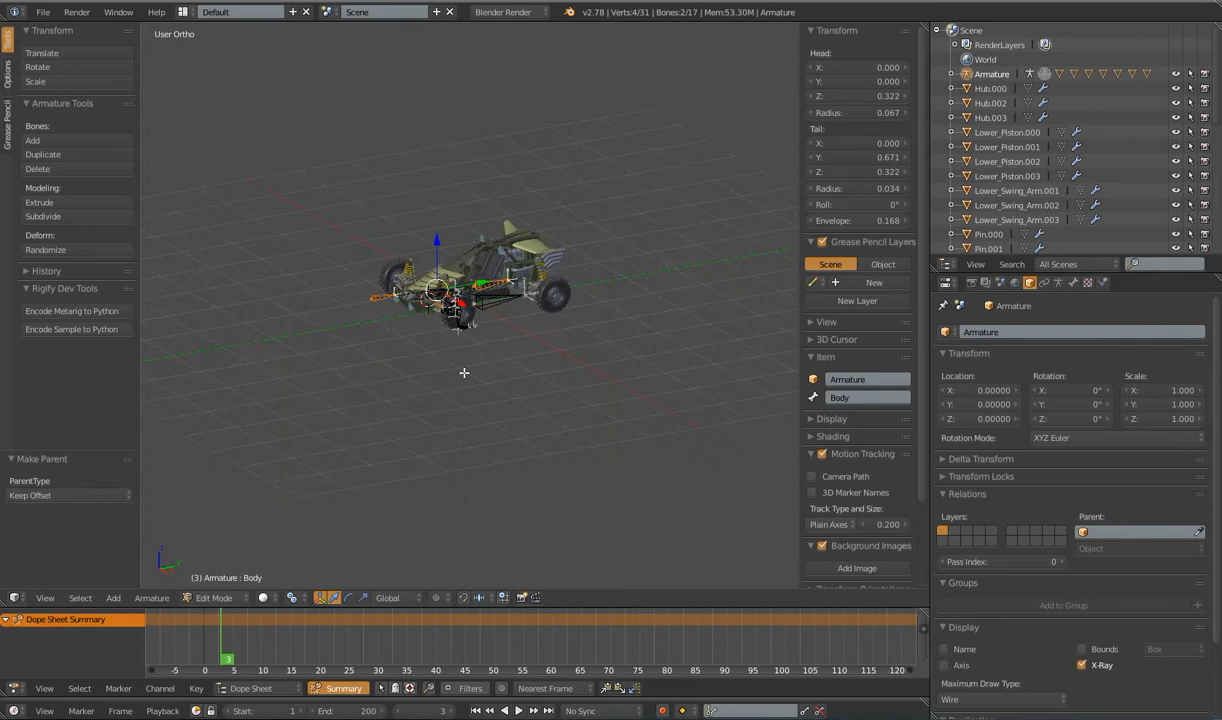 File Render Window Help Default Scene Blender Render v2.78 | Verts:4/31 | Bones:2/17 | Mem:53.30M | Armature
Tools
Options
Grease Pencil
Transform
Translate
Rotate
Scale
Armature Tools
Bones:
Add
Duplicate
Delete
Modeling:
Extrude
Subdivide
Deform:
Randomize
History
Rigify Dev Tools
Encode Metarig to Python
Encode Sample to Python
Make Parent
ParentType
Keep Offset
User Ortho
(3) Armature : Body
View Select Add Armature Edit Mode Global
Transform
Head:
X: 0.000
Y: 0.000
Z: 0.322
Radius: 0.067
Tail:
X: 0.000
Y: 0.671
Z: 0.322
Radius: 0.034
Roll: 0°
Envelope: 0.168
Grease Pencil Layers
Scene Object
New
New Layer
View
3D Cursor
Item
Armature
Body
Display
Shading
Motion Tracking
Camera Path
3D Marker Names
Track Type and Size:
Plain Axes 0.200
Background Images
Add Image
Scene
RenderLayers
World
Armature
Hub.000
Hub.002
Hub.003
Lower_Piston.000
Lower_Piston.001
Lower_Piston.002
Lower_Piston.003
Lower_Swing_Arm.001
Lower_Swing_Arm.002
Lower_Swing_Arm.003
Pin.000
Pin.001
View Search All Scenes
Armature
Armature
Transform
Location: Rotation: Scale:
X: 0.00000 X: 0° X: 1.000
Y: 0.00000 Y: 0° Y: 1.000
Z: 0.00000 Z: 0° Z: 1.000
Rotation Mode: XYZ Euler
Delta Transform
Transform Locks
Relations
Layers: Parent:
Object
Pass Index: 0
Groups
Add to Group
Display
Name Bounds Box
Axis X-Ray
Maximum Draw Type:
Wire
Dope Sheet Summary
3
-5 0 5 10 15 20 25 30 35 40 45 50 55 60 65 70 75 80 85 90 95 100 105 110 115 120
View Select Marker Channel Key Dope Sheet Summary Filters Nearest Frame
View Marker Frame Playback Start: 1 End: 200 3 No Sync